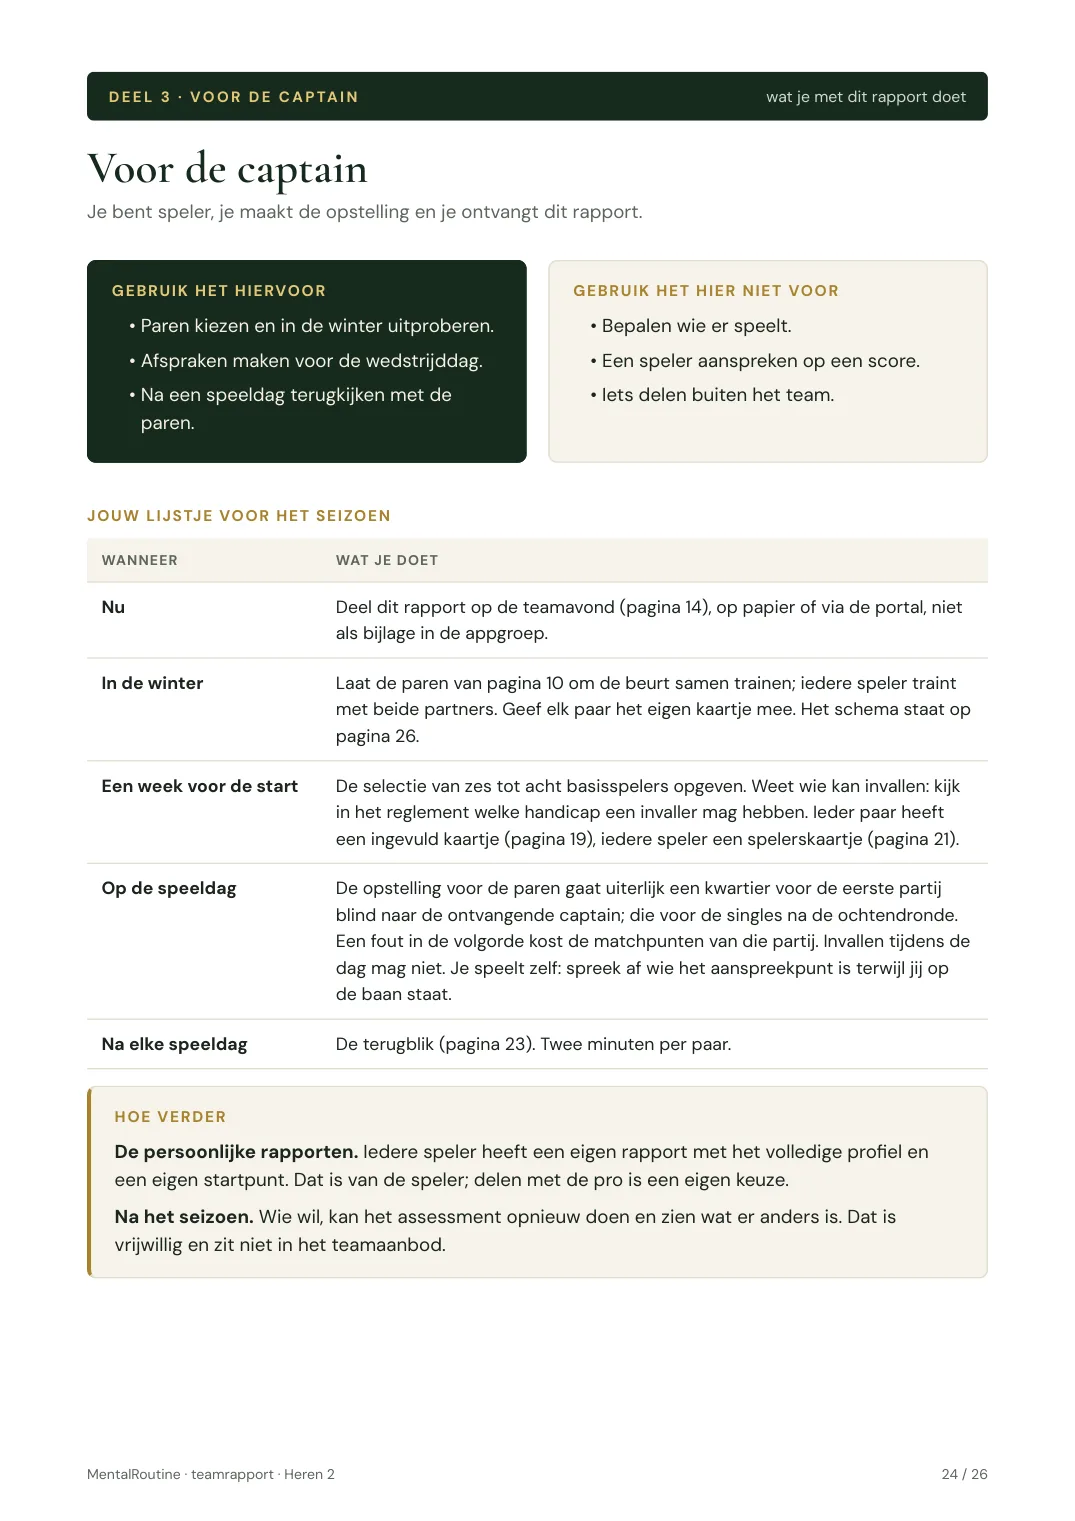 DEEL 3 · VOOR DE CAPTAIN
wat je met dit rapport doet
Voor de captain
Je bent speler, je maakt de opstelling en je ontvangt dit rapport.
GEBRUIK HET HIERVOOR
• Paren kiezen en in de winter uitproberen.
• Afspraken maken voor de wedstrijddag.
• Na een speeldag terugkijken met de
paren.
GEBRUIK HET HIER NIET VOOR
• Bepalen wie er speelt.
• Een speler aanspreken op een score.
• Iets delen buiten het team.
JOUW LIJSTJE VOOR HET SEIZOEN
WANNEER
WAT JE DOET
Nu
Deel dit rapport op de teamavond (pagina 14), op papier of via de portal, niet
als bijlage in de appgroep.
In de winter
Laat de paren van pagina 10 om de beurt samen trainen; iedere speler traint
met beide partners. Geef elk paar het eigen kaartje mee. Het schema staat op
pagina 26.
Een week voor de start
De selectie van zes tot acht basisspelers opgeven. Weet wie kan invallen: kijk
in het reglement welke handicap een invaller mag hebben. Ieder paar heeft
een ingevuld kaartje (pagina 19), iedere speler een spelerskaartje (pagina 21).
Op de speeldag
De opstelling voor de paren gaat uiterlijk een kwartier voor de eerste partij
blind naar de ontvangende captain; die voor de singles na de ochtendronde.
Een fout in de volgorde kost de matchpunten van die partij. Invallen tijdens de
dag mag niet. Je speelt zelf: spreek af wie het aanspreekpunt is terwijl jij op
de baan staat.
Na elke speeldag
De terugblik (pagina 23). Twee minuten per paar.
HOE VERDER
De persoonlijke rapporten. Iedere speler heeft een eigen rapport met het volledige profiel en
een eigen startpunt. Dat is van de speler; delen met de pro is een eigen keuze.
Na het seizoen. Wie wil, kan het assessment opnieuw doen en zien wat er anders is. Dat is
vrijwillig en zit niet in het teamaanbod.
MentalRoutine · teamrapport · Heren 2
24 / 26